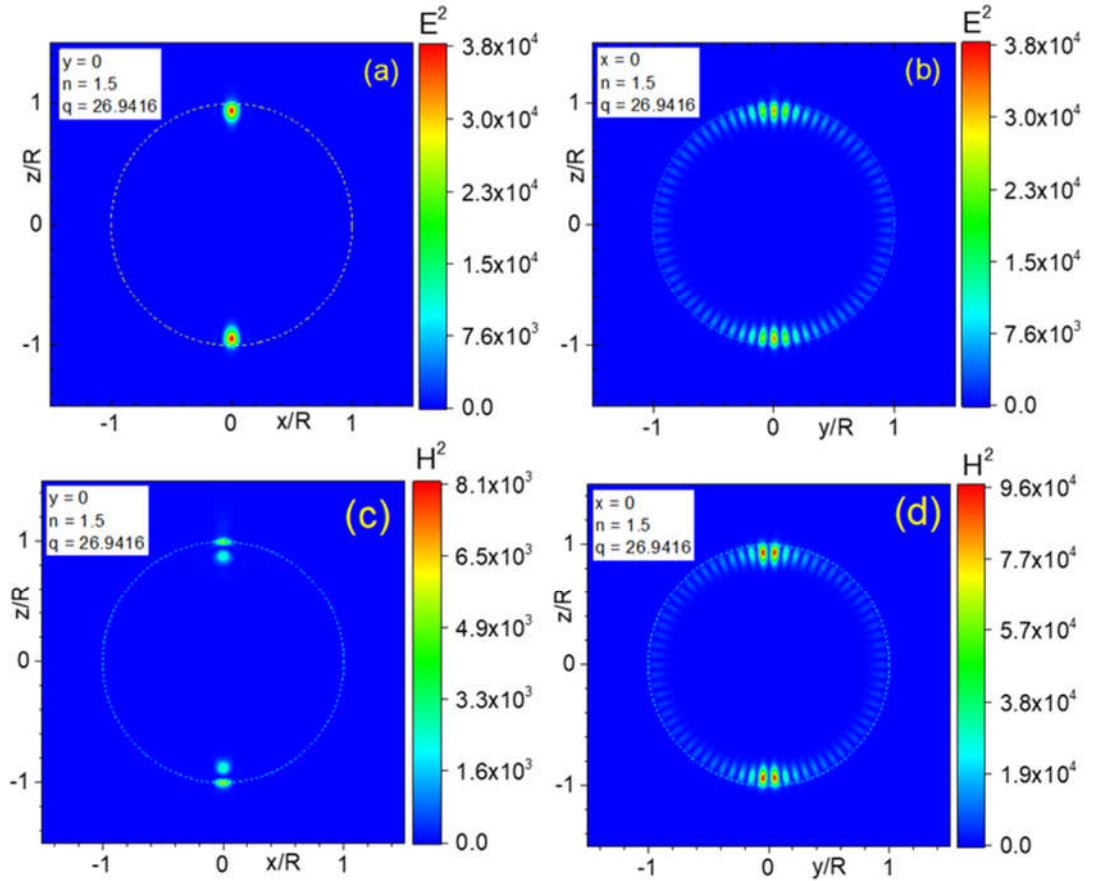 E²
y = 0
n = 1.5
q = 26.9416
(a)
3.8x10⁴
3.0x10⁴
2.3x10⁴
1.5x10⁴
7.6x10³
0.0
z/R
1
0
-1
-1 0 x/R 1
E²
x = 0
n = 1.5
q = 26.9416
(b)
3.8x10⁴
3.0x10⁴
2.3x10⁴
1.5x10⁴
7.6x10³
0.0
z/R
1
0
-1
-1 0 y/R 1
H²
y = 0
n = 1.5
q = 26.9416
(c)
8.1x10³
6.5x10³
4.9x10³
3.3x10³
1.6x10³
0.0
z/R
1
0
-1
-1 0 x/R 1
H²
x = 0
n = 1.5
q = 26.9416
(d)
9.6x10⁴
7.7x10⁴
5.7x10⁴
3.8x10⁴
1.9x10⁴
0.0
z/R
1
0
-1
-1 0 y/R 1